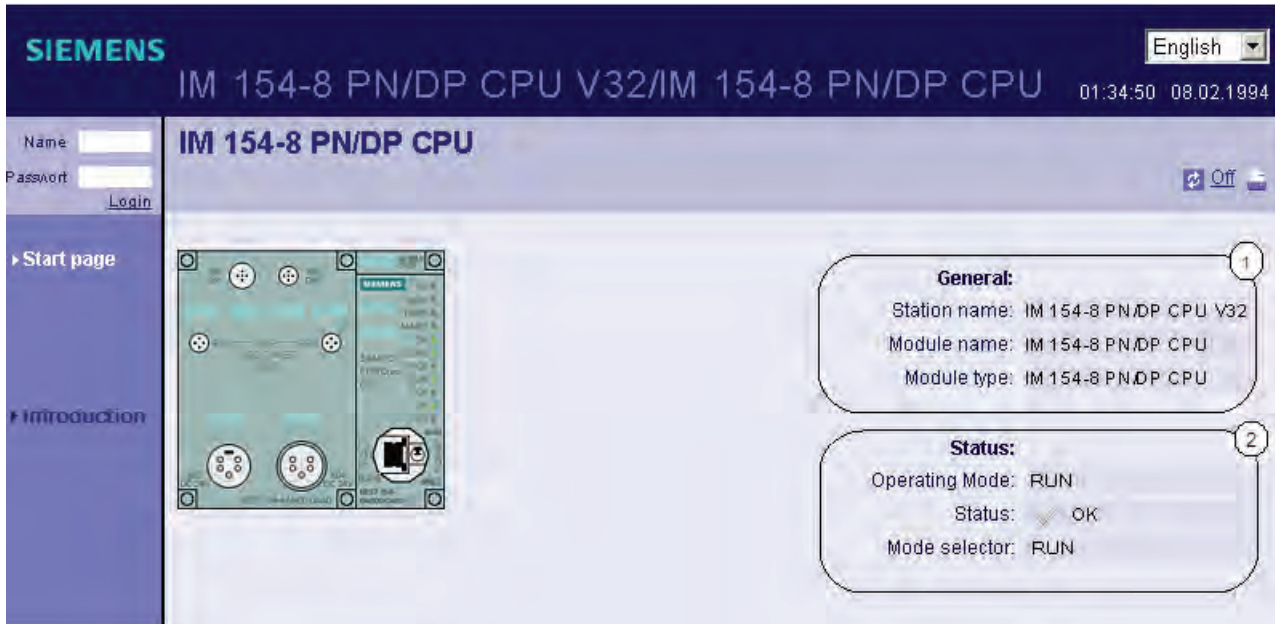 SIEMENS
English
IM 154-8 PN/DP CPU V32/IM 154-8 PN/DP CPU
01:34:50 08.02.1994
Name
Passwort
Login
IM 154-8 PN/DP CPU
Off
Start page
Introduction
SIEMENS
1
General:
Station name: IM 154-8 PN/DP CPU V32
Module name: IM 154-8 PN/DP CPU
Module type: IM 154-8 PN/DP CPU
2
Status:
Operating Mode: RUN
Status: OK
Mode selector: RUN